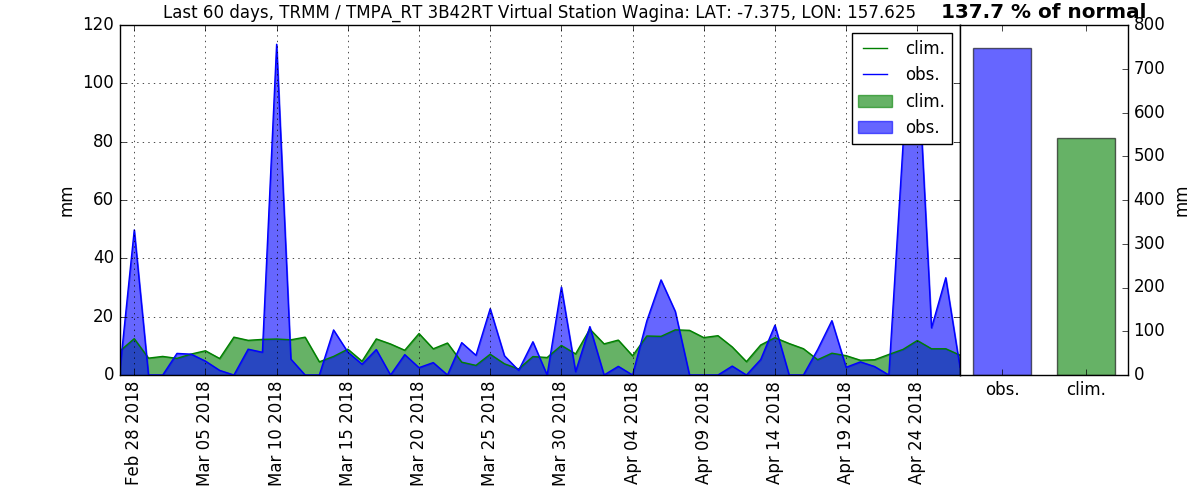 Last 60 days, TRMM / TMPA_RT 3B42RT Virtual Station Wagina: LAT: -7.375, LON: 157.625
137.7 % of normal
120
100
80
60
40
20
0
mm
clim.
obs.
clim.
obs.
800
700
600
500
400
300
200
100
0
mm
Feb 28 2018
Mar 05 2018
Mar 10 2018
Mar 15 2018
Mar 20 2018
Mar 25 2018
Mar 30 2018
Apr 04 2018
Apr 09 2018
Apr 14 2018
Apr 19 2018
Apr 24 2018
obs.
clim.